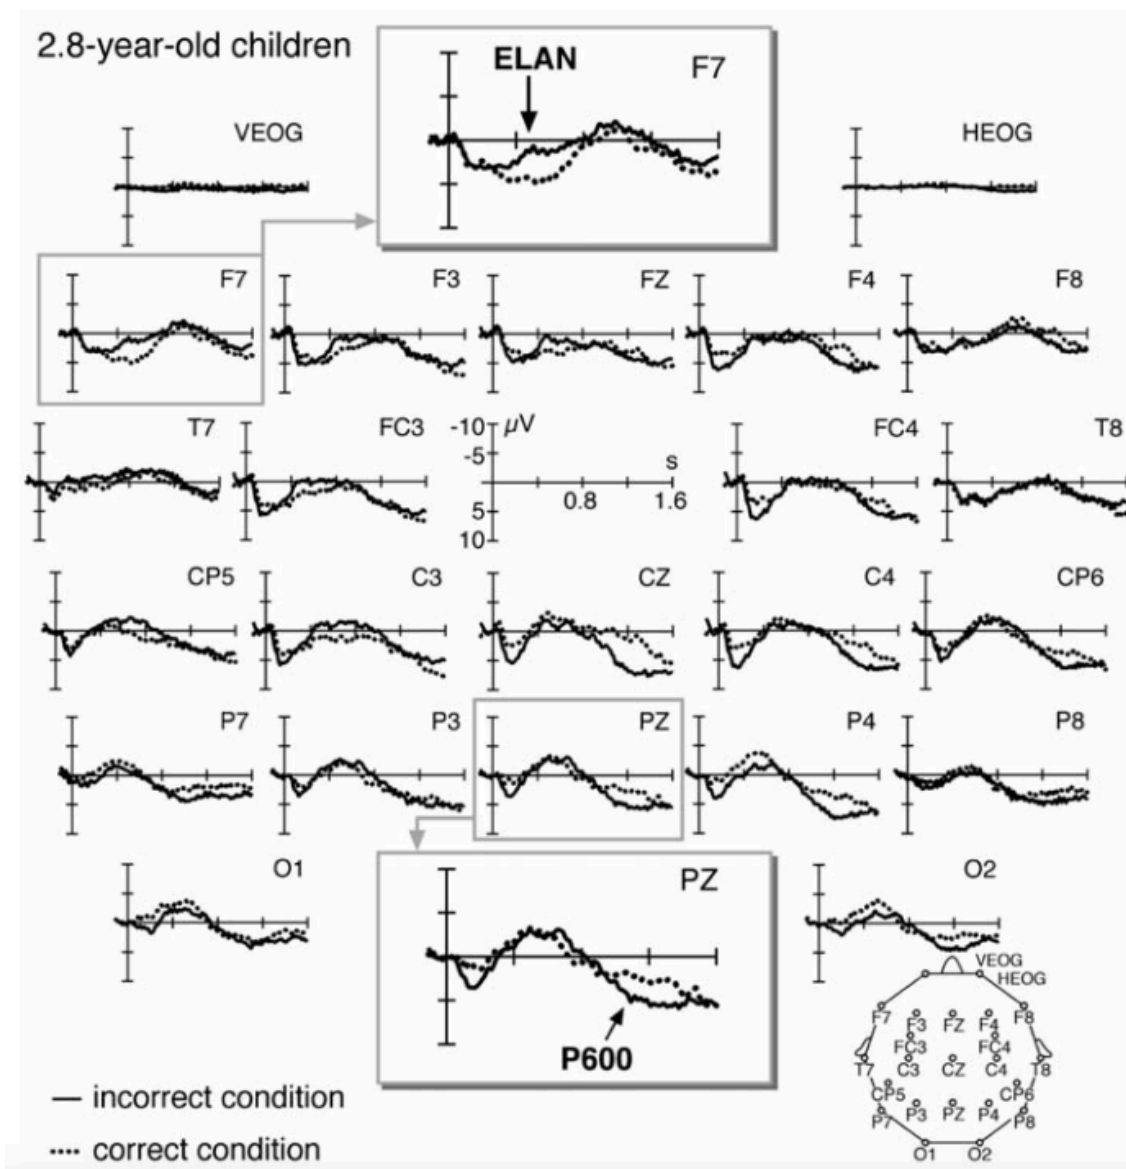 2.8-year-old children
ELAN
F7
VEOG
HEOG
F7 F3 FZ F4 F8
T7 FC3 -10 µV FC4 T8
-5
s
0.8 1.6
5
10
CP5 C3 CZ C4 CP6
P7 P3 PZ P4 P8
O1 PZ O2
P600
— incorrect condition
···· correct condition
VEOG
HEOG
F7 F3 FZ F4 F8
FC3 FC4
T7 C3 CZ C4 T8
CP5 CP6
P7 P3 PZ P4 P8
O1 O2